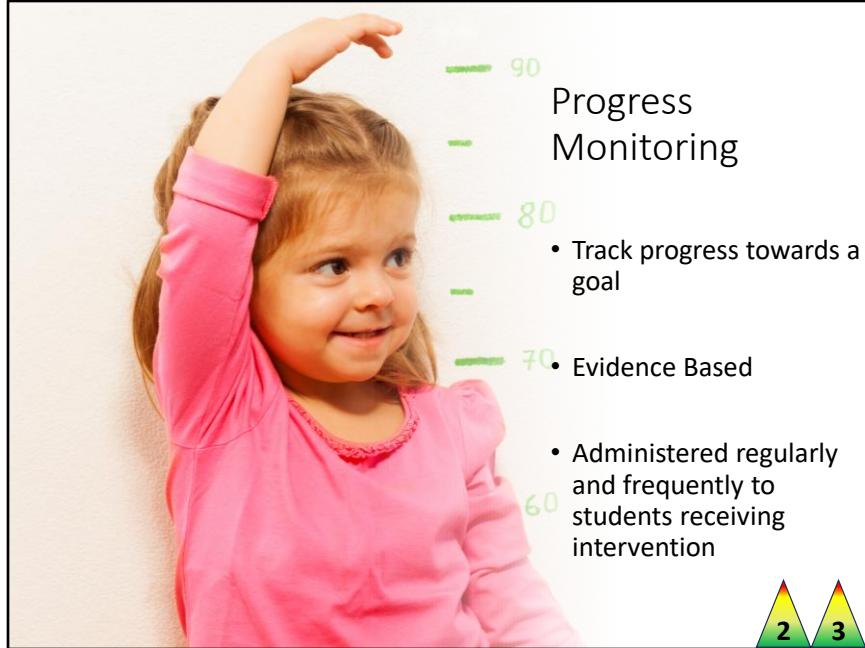 90
Progress
Monitoring
80
• Track progress towards a
goal
70
• Evidence Based
• Administered regularly
and frequently to
students receiving
intervention
60
2 3